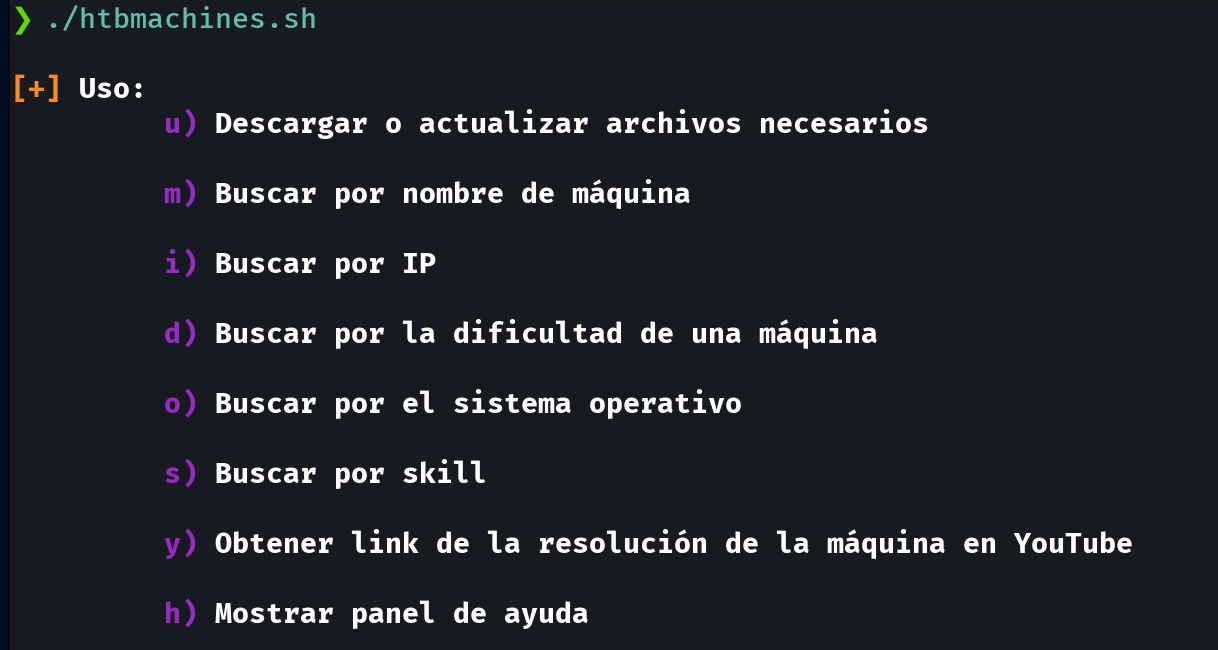 ❯ ./htbmachines.sh
[+] Uso:
u) Descargar o actualizar archivos necesarios
m) Buscar por nombre de máquina
i) Buscar por IP
d) Buscar por la dificultad de una máquina
o) Buscar por el sistema operativo
s) Buscar por skill
y) Obtener link de la resolución de la máquina en YouTube
h) Mostrar panel de ayuda